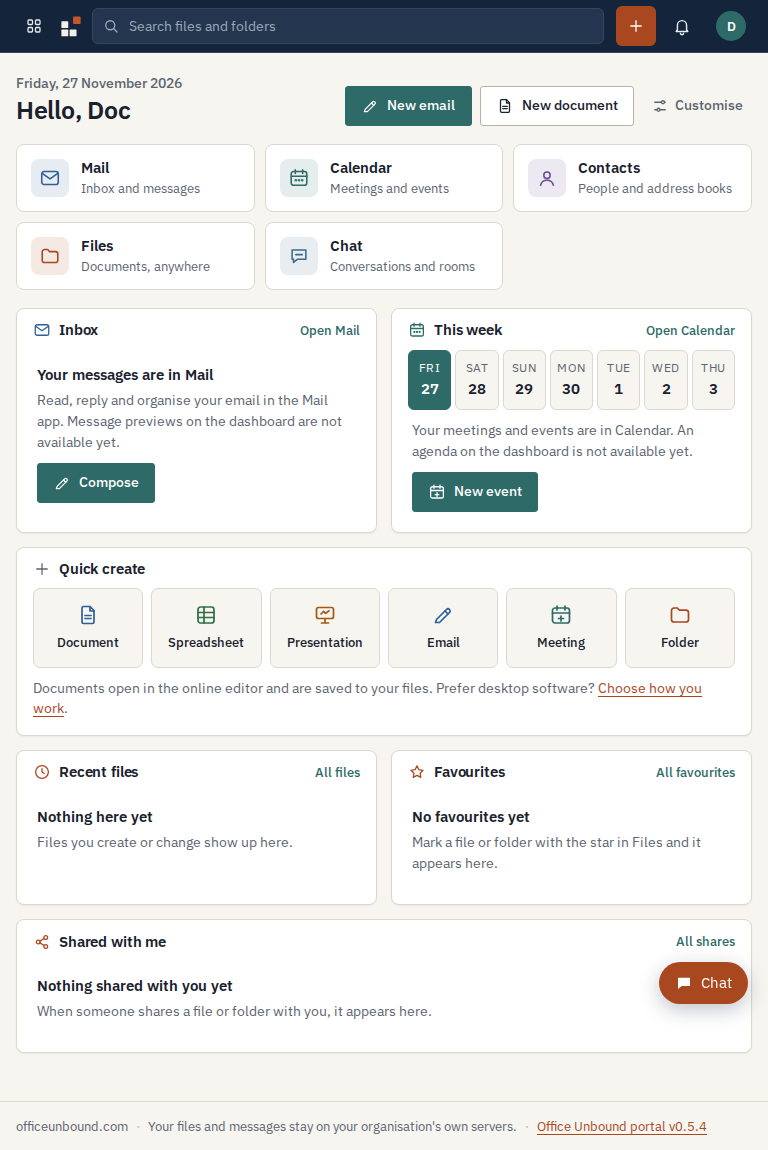 Search files and folders
D
Friday, 27 November 2026
Hello, Doc
New email
New document
Customise
Mail
Inbox and messages
Calendar
Meetings and events
Contacts
People and address books
Files
Documents, anywhere
Chat
Conversations and rooms
Inbox
Open Mail
Your messages are in Mail
Read, reply and organise your email in the Mail
app. Message previews on the dashboard are not
available yet.
Compose
This week
Open Calendar
FRI SAT SUN MON TUE WED THU
27 28 29 30 1 2 3
Your meetings and events are in Calendar. An
agenda on the dashboard is not available yet.
New event
Quick create
Document
Spreadsheet
Presentation
Email
Meeting
Folder
Documents open in the online editor and are saved to your files. Prefer desktop software? Choose how you
work.
Recent files
All files
Nothing here yet
Files you create or change show up here.
Favourites
All favourites
No favourites yet
Mark a file or folder with the star in Files and it
appears here.
Shared with me
All shares
Nothing shared with you yet
When someone shares a file or folder with you, it appears here.
Chat
officeunbound.com · Your files and messages stay on your organisation's own servers. · Office Unbound portal v0.5.4